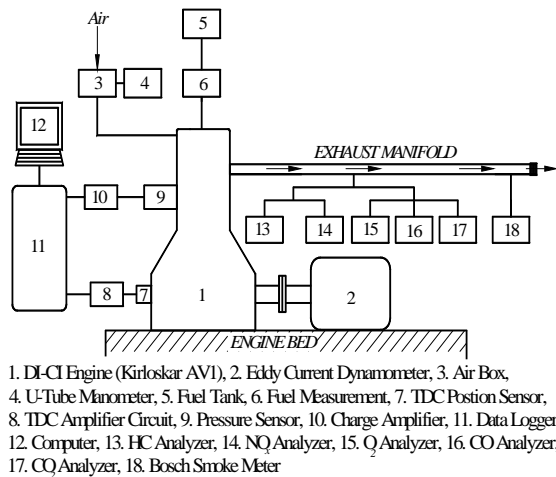 Air
5
3
4
6
12
EXHAUST MANIFOLD
10
9
13
14
15
16
17
18
11
8
7
1
2
ENGINE BED
1. DI-CI Engine (Kirloskar AV1), 2. Eddy Current Dynamometer, 3. Air Box,
4. U-Tube Manometer, 5. Fuel Tank, 6. Fuel Measurement, 7. TDC Postion Sensor,
8. TDC Amplifier Circuit, 9. Pressure Sensor, 10. Charge Amplifier, 11. Data Logger
12. Computer, 13. HC Analyzer, 14. NOx Analyzer, 15. O2 Analyzer, 16. CO Analyzer,
17. CO2 Analyzer, 18. Bosch Smoke Meter